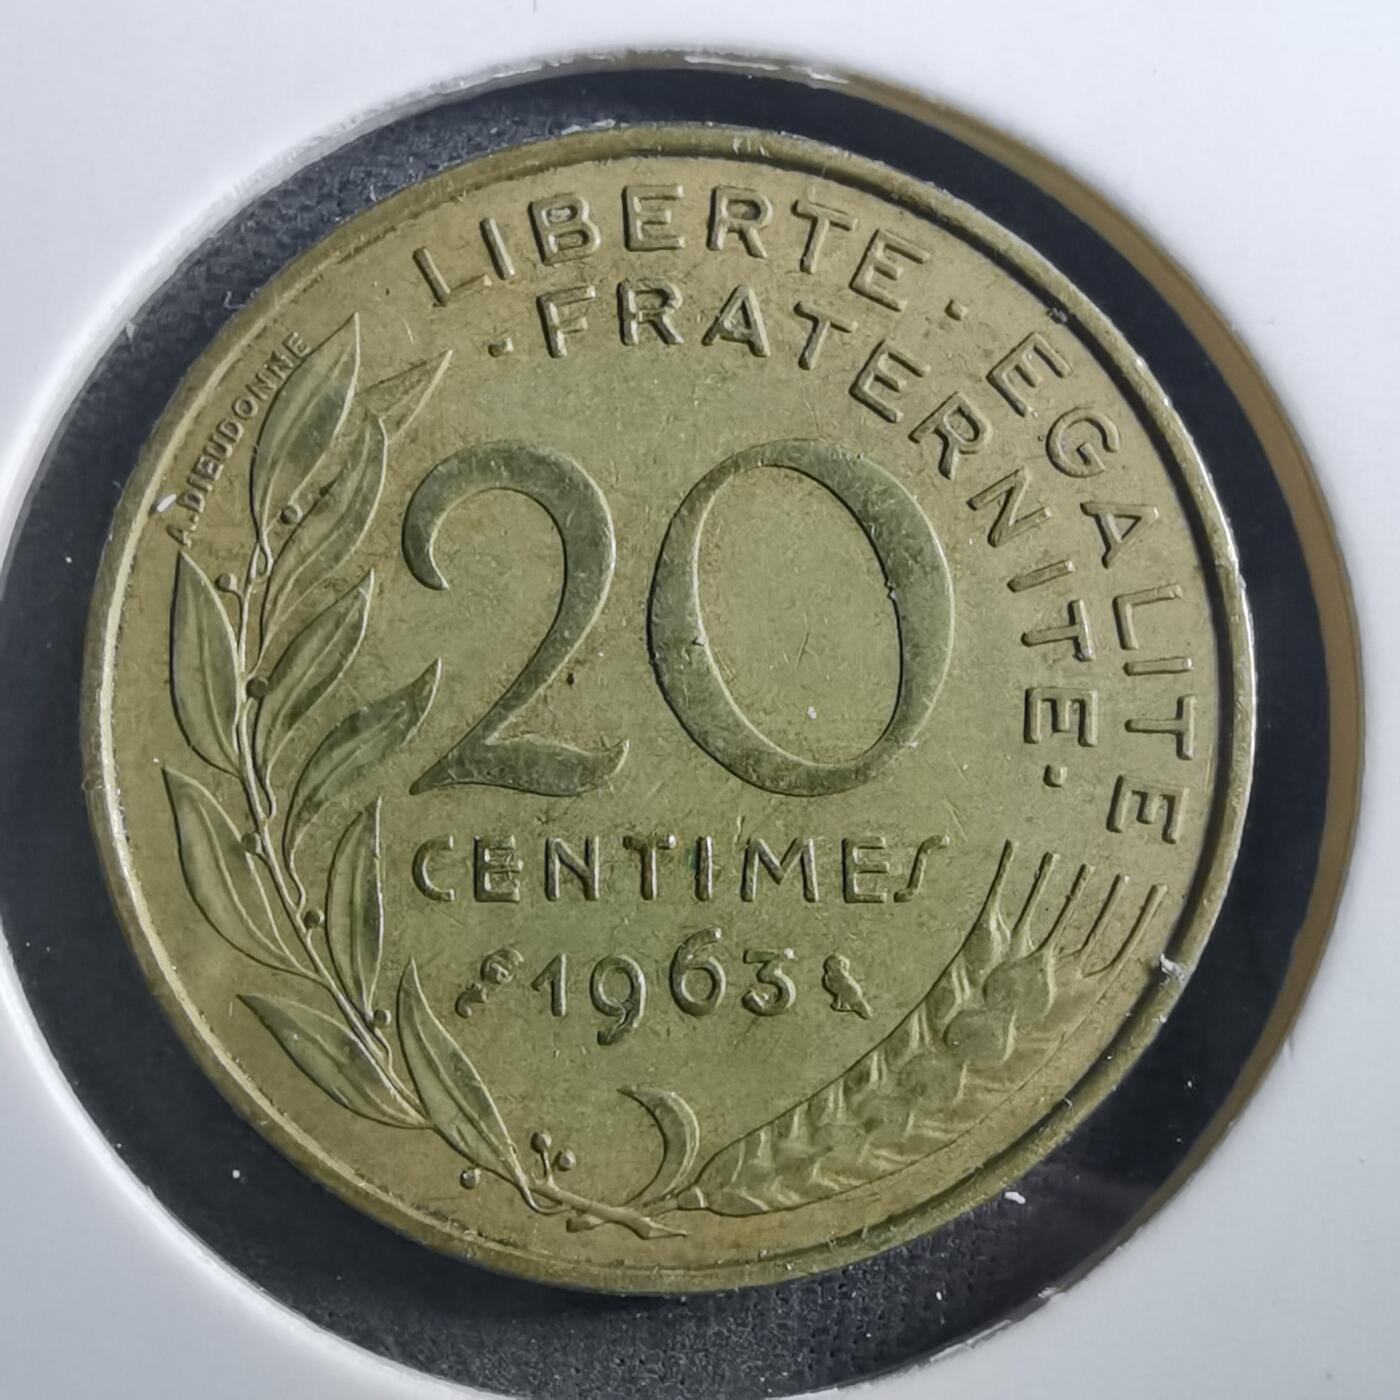 LIBERTE · EGALITE
· FRATERNITE ·
A.DIEUDONNE
20
CENTIMES
1963